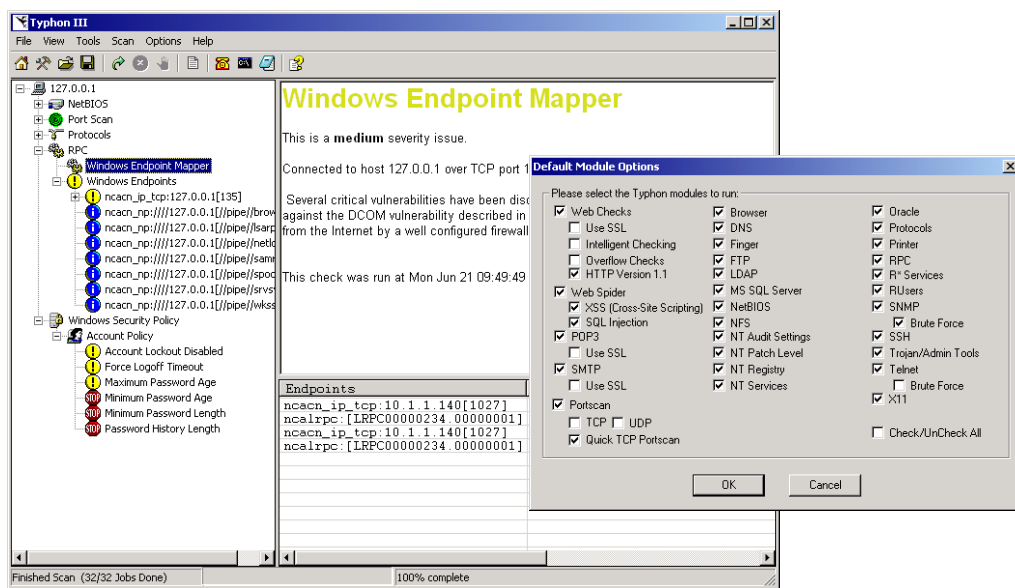 Typhon III
File View Tools Scan Options Help
127.0.0.1
NetBIOS
Port Scan
Protocols
RPC
Windows Endpoint Mapper
Windows Endpoints
ncacn_ip_tcp:127.0.0.1[135]
ncacn_np:////127.0.0.1[//pipe//brow
ncacn_np:////127.0.0.1[//pipe//lsarp
ncacn_np:////127.0.0.1[//pipe//netlo
ncacn_np:////127.0.0.1[//pipe//samr
ncacn_np:////127.0.0.1[//pipe//spoo
ncacn_np:////127.0.0.1[//pipe//srvs
ncacn_np:////127.0.0.1[//pipe//wkss
Windows Security Policy
Account Policy
Account Lockout Disabled
Force Logoff Timeout
Maximum Password Age
STOP Minimum Password Age
STOP Minimum Password Length
STOP Password History Length
Windows Endpoint Mapper
This is a medium severity issue.
Connected to host 127.0.0.1 over TCP port 1
Several critical vulnerabilities have been disc
against the DCOM vulnerability described in
from the Internet by a well configured firewall
This check was run at Mon Jun 21 09:49:49
Endpoints
ncacn_ip_tcp:10.1.1.140[1027]
ncalrpc:[LRPC00000234.00000001]
ncacn_ip_tcp:10.1.1.140[1027]
ncalrpc:[LRPC00000234.00000001]
Finished Scan (32/32 Jobs Done)
100% complete
Default Module Options
Please select the Typhon modules to run:
Web Checks
Use SSL
Intelligent Checking
Overflow Checks
HTTP Version 1.1
Web Spider
XSS (Cross-Site Scripting)
SQL Injection
POP3
Use SSL
SMTP
Use SSL
Portscan
TCP UDP
Quick TCP Portscan
Browser
DNS
Finger
FTP
LDAP
MS SQL Server
NetBIOS
NFS
NT Audit Settings
NT Patch Level
NT Registry
NT Services
Oracle
Protocols
Printer
RPC
R* Services
RUsers
SNMP
Brute Force
SSH
Trojan/Admin Tools
Telnet
Brute Force
X11
Check/UnCheck All
OK
Cancel